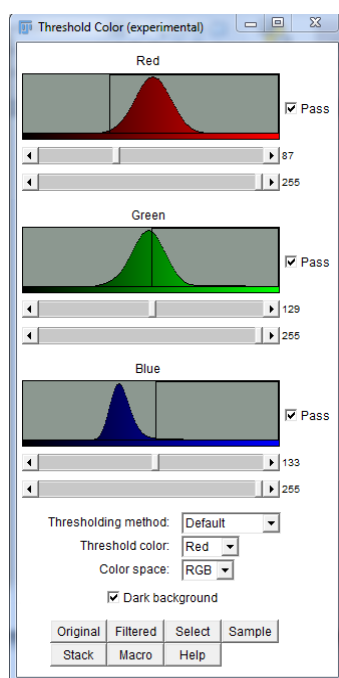 Threshold Color (experimental)
Red
Pass
87
255
Green
Pass
129
255
Blue
Pass
133
255
Thresholding method: Default
Threshold color: Red
Color space: RGB
Dark background
Original Filtered Select Sample
Stack Macro Help